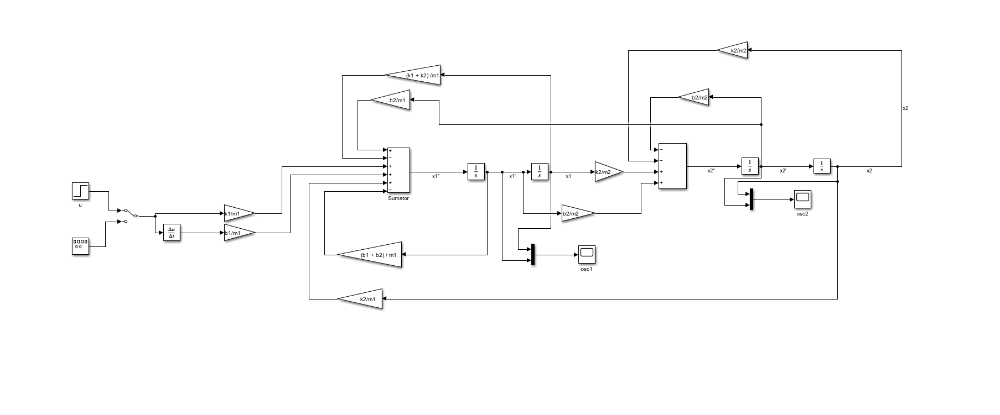 k2/m2
(k1 + k2) /m1
b2/m1
b2/m2
x2
+
−
+
+
+
−
Sumator
x1"
1
s
x1'
1
s
x1
k2/m2
−
−
+
+
x2"
1
s
x2'
1
s
x2
u
k1/m1
Δu
Δt
b1/m1
b2/m2
osc2
(b1 + b2) / m1
osc1
k2/m1